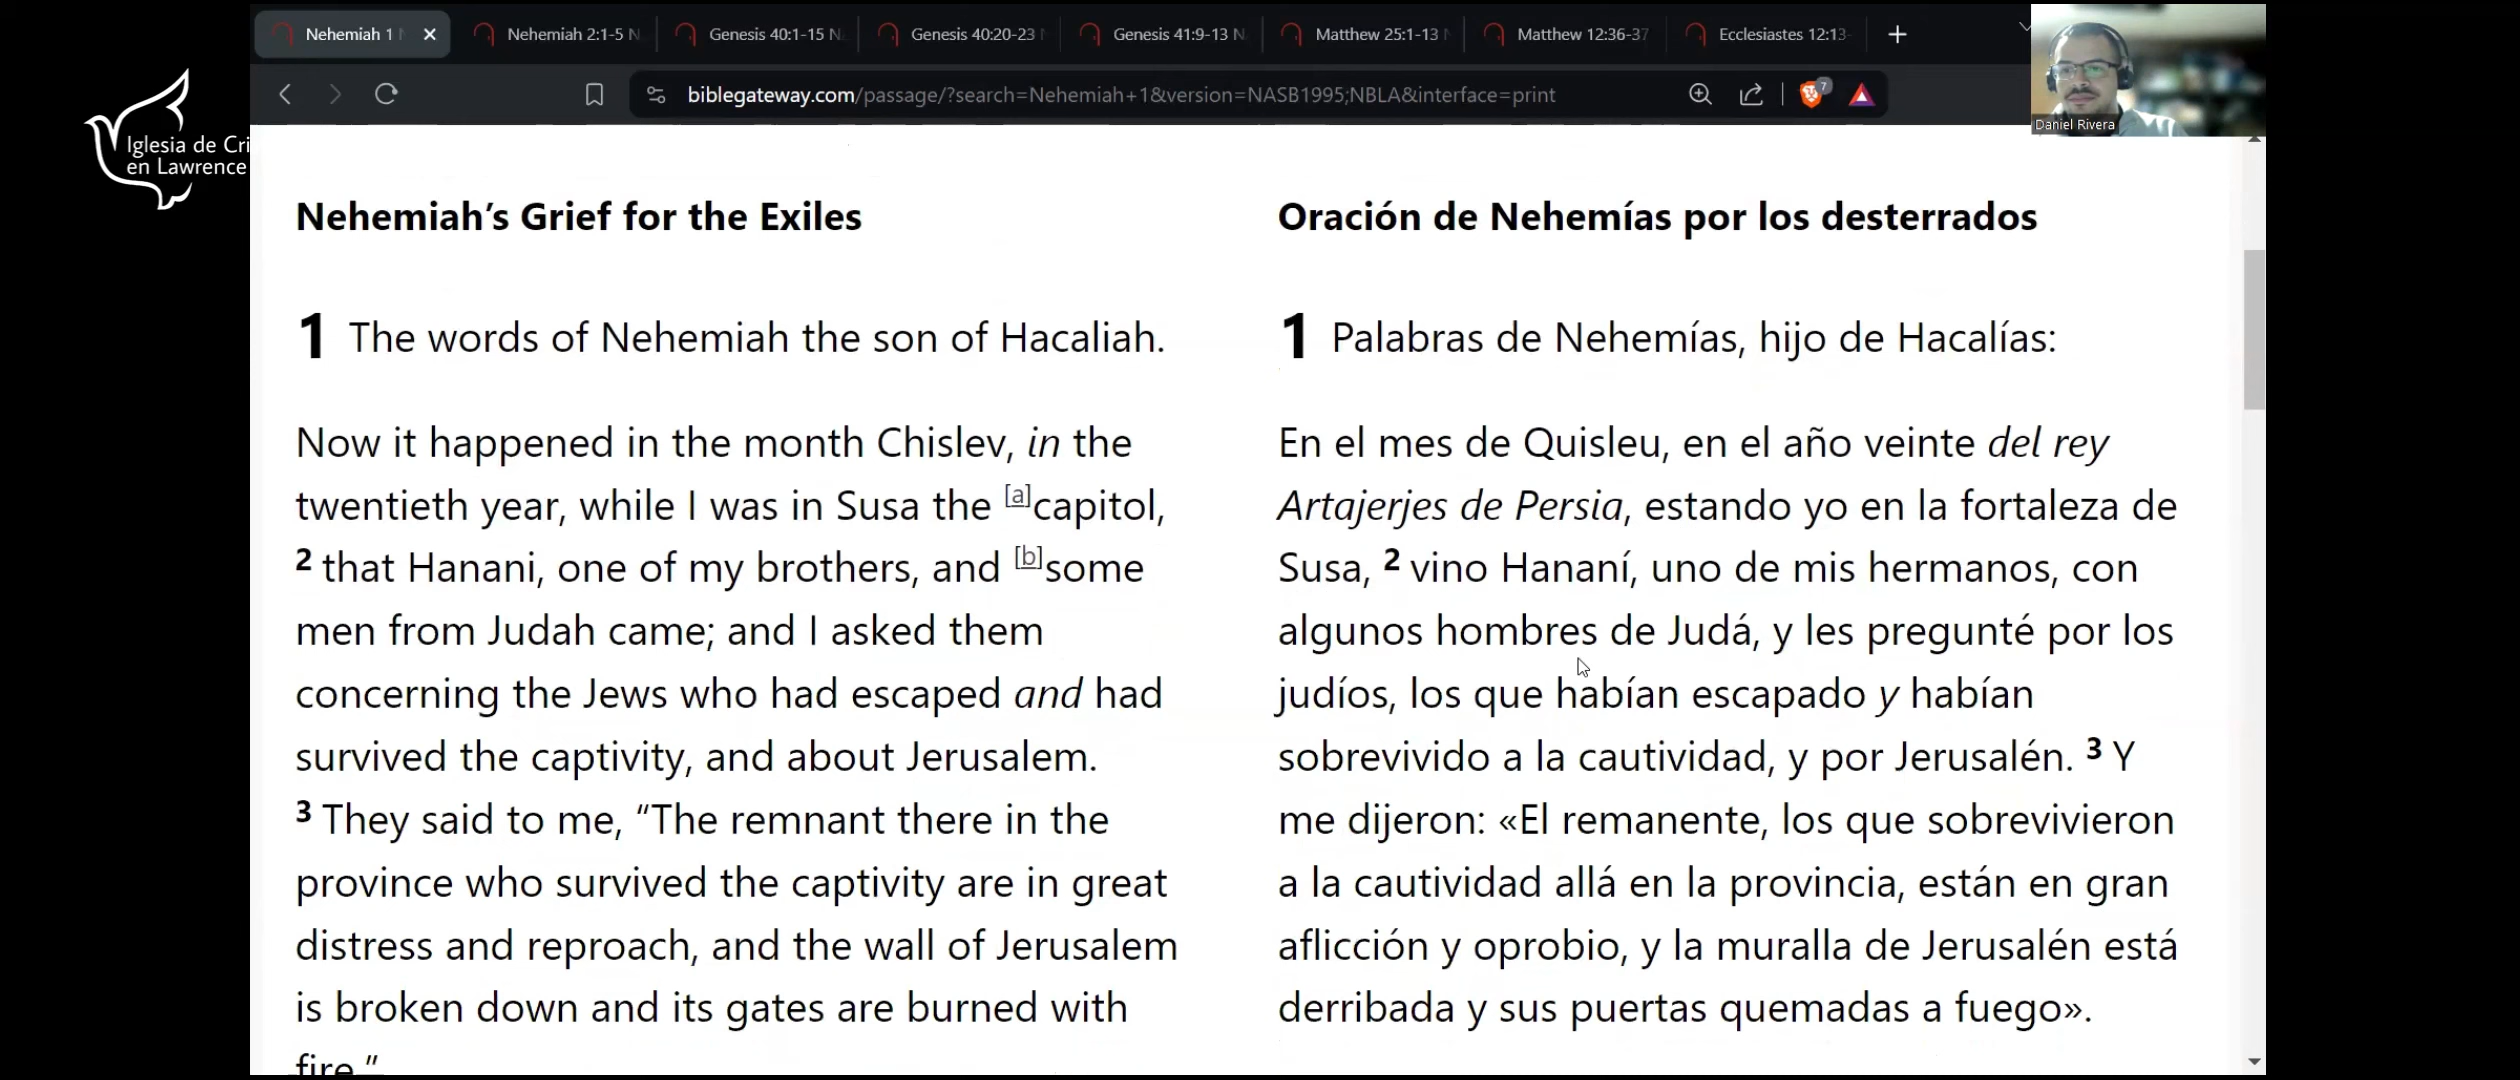 Nehemiah 1
Nehemiah 2:1-5 N
Genesis 40:1-15 N
Genesis 40:20-23
Genesis 41:9-13 N
Matthew 25:1-13
Matthew 12:36-37
Ecclesiastes 12:13-
biblegateway.com/passage/?search=Nehemiah+1&version=NASB1995;NBLA&interface=print
7
Daniel Rivera
Iglesia de Cri
en Lawrence
Nehemiah’s Grief for the Exiles
1 The words of Nehemiah the son of Hacaliah.
Now it happened in the month Chislev, in the
twentieth year, while I was in Susa the [a]capitol,
2 that Hanani, one of my brothers, and [b]some
men from Judah came; and I asked them
concerning the Jews who had escaped and had
survived the captivity, and about Jerusalem.
3 They said to me, “The remnant there in the
province who survived the captivity are in great
distress and reproach, and the wall of Jerusalem
is broken down and its gates are burned with
fire.”
Oración de Nehemías por los desterrados
1 Palabras de Nehemías, hijo de Hacalías:
En el mes de Quisleu, en el año veinte del rey
Artajerjes de Persia, estando yo en la fortaleza de
Susa, 2 vino Hananí, uno de mis hermanos, con
algunos hombres de Judá, y les pregunté por los
judíos, los que habían escapado y habían
sobrevivido a la cautividad, y por Jerusalén. 3 Y
me dijeron: «El remanente, los que sobrevivieron
a la cautividad allá en la provincia, están en gran
aflicción y oprobio, y la muralla de Jerusalén está
derribada y sus puertas quemadas a fuego».